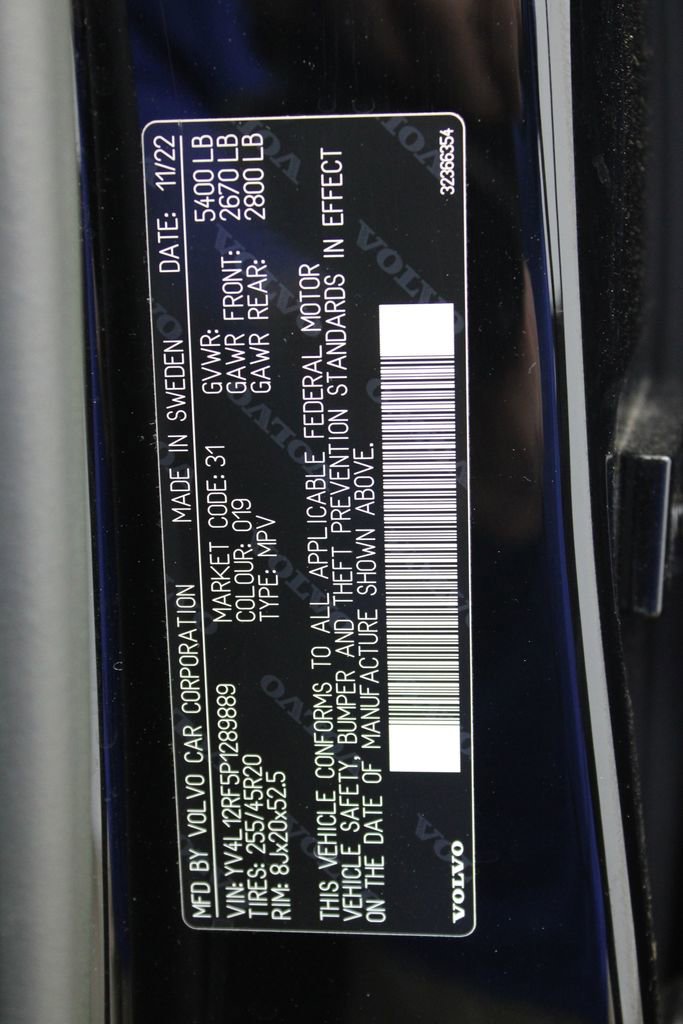 MFD BY VOLVO CAR CORPORATION MADE IN SWEDEN DATE: 11/22
VIN: YV4L12RF5P1289889 MARKET CODE: 31 GVWR: 5400 LB
TIRES: 255/45R20 COLOUR: 019 GAWR FRONT: 2670 LB
RIM: 8Jx20x52.5 TYPE: MPV GAWR REAR: 2800 LB
THIS VEHICLE CONFORMS TO ALL APPLICABLE FEDERAL MOTOR
VEHICLE SAFETY, BUMPER AND THEFT PREVENTION STANDARDS IN EFFECT
ON THE DATE OF MANUFACTURE SHOWN ABOVE.
VOLVO 32366354